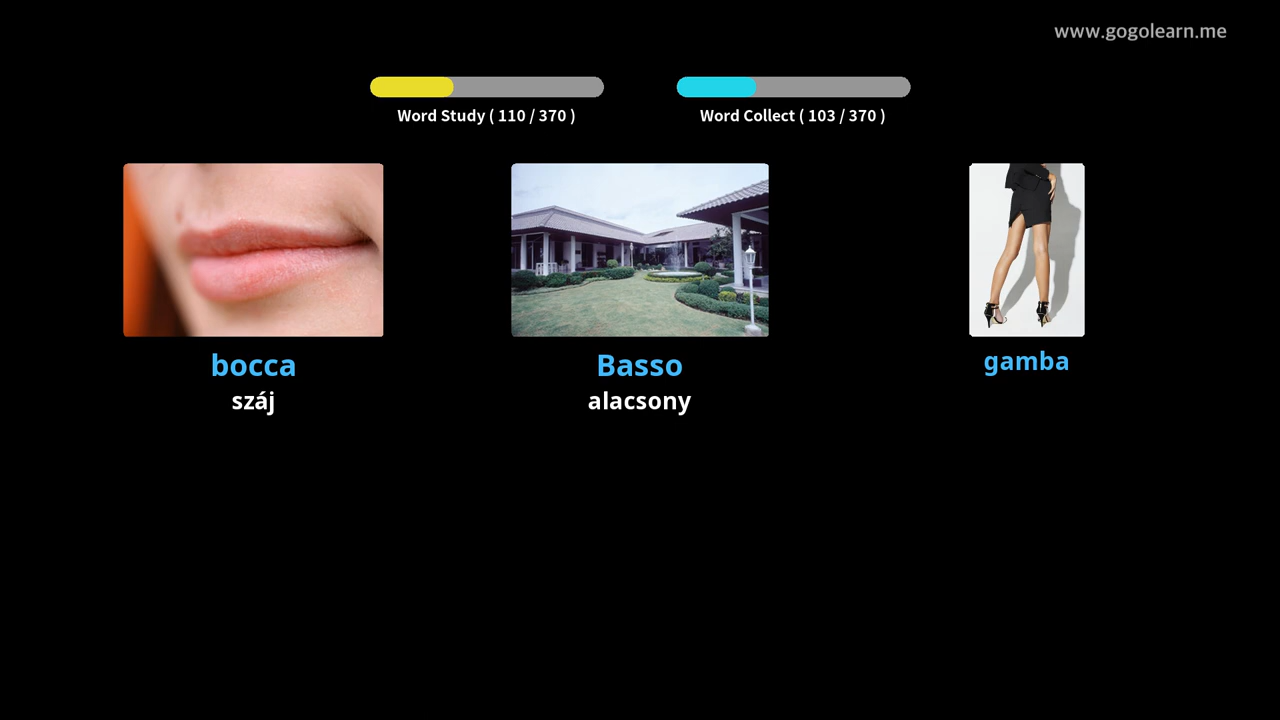 www.gogolearn.me
Word Study ( 110 / 370 )
Word Collect ( 103 / 370 )
bocca
száj
Basso
alacsony
gamba